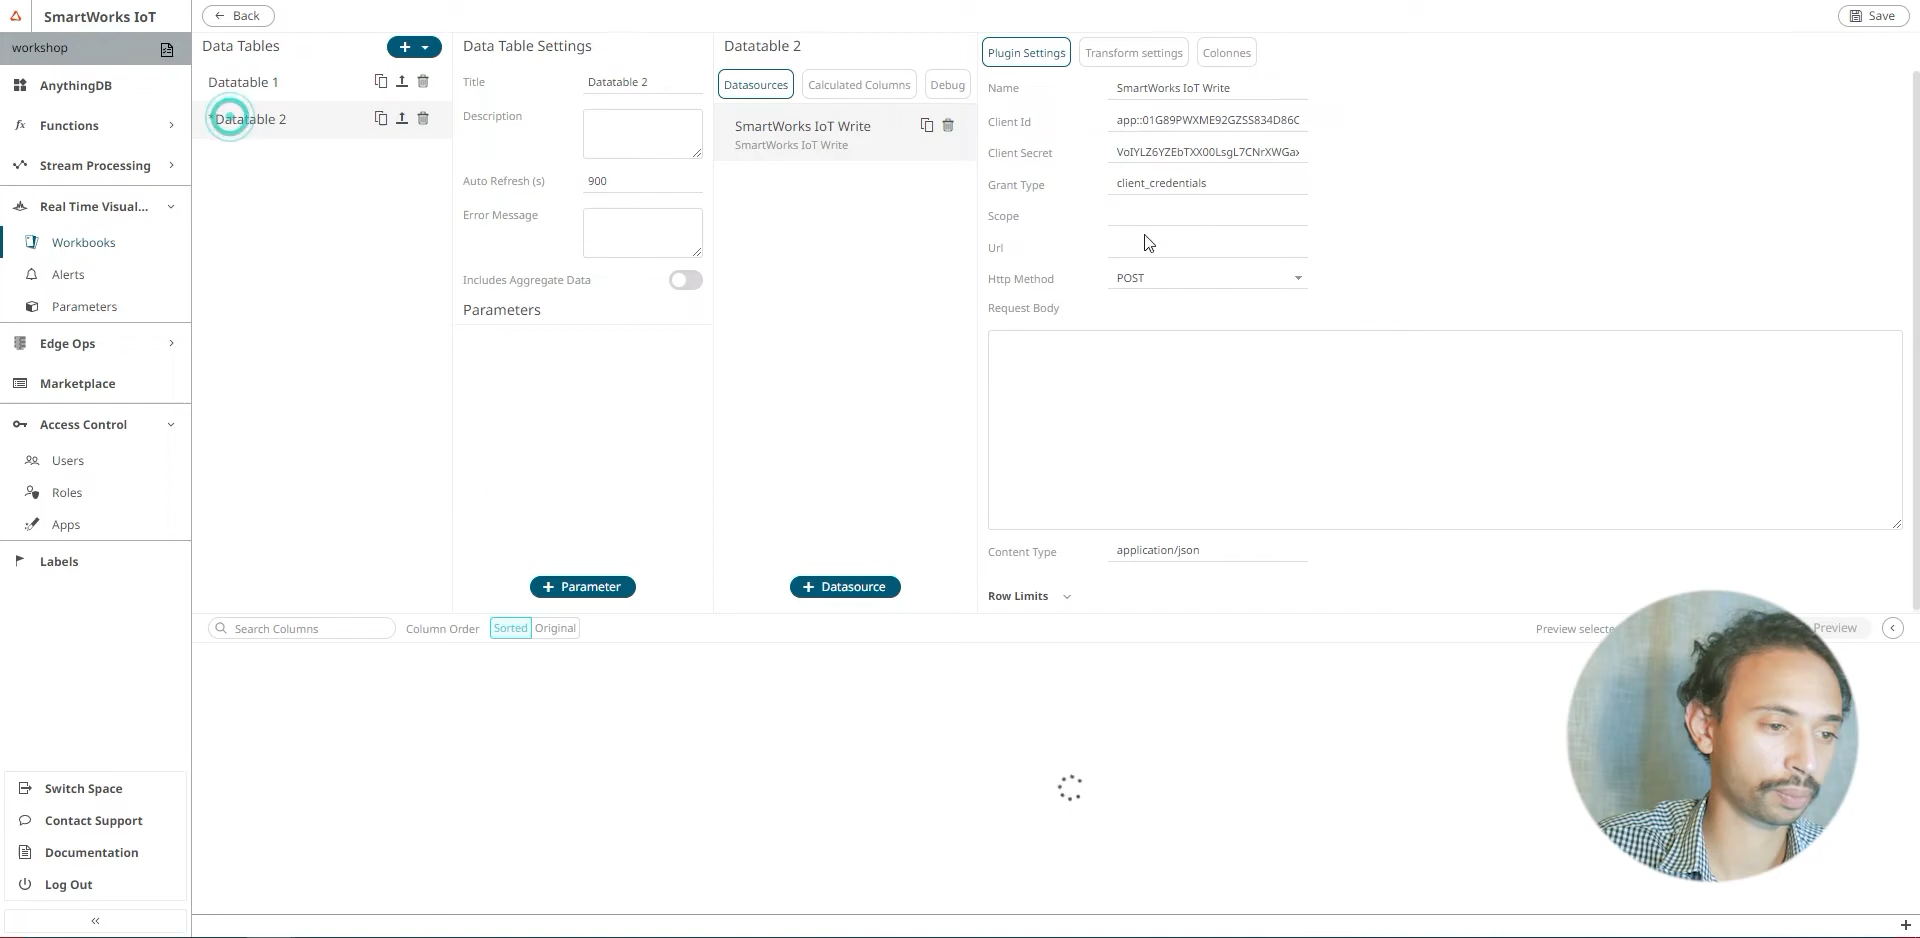 SmartWorks IoT
Back
Save
workshop
Data Tables
Data Table Settings
Datatable 2
Plugin Settings
Transform settings
Colonnes
Datatable 1
*Datatable 2
AnythingDB
Functions
Stream Processing
Real Time Visual...
Workbooks
Alerts
Parameters
Edge Ops
Marketplace
Access Control
Users
Roles
Apps
Labels
Switch Space
Contact Support
Documentation
Log Out
Title
Datatable 2
Description
Auto Refresh (s)
900
Error Message
Includes Aggregate Data
Parameters
Parameter
Datasources
Calculated Columns
Debug
SmartWorks IoT Write
SmartWorks IoT Write
Datasource
Name
SmartWorks IoT Write
Client Id
app::01G89PWXME92GZSS834D86C
Client Secret
VoIYLZ6YZEbTXX00LsgL7CNrXWGa
Grant Type
client_credentials
Scope
Url
Http Method
POST
Request Body
Content Type
application/json
Row Limits
Search Columns
Column Order
Sorted
Original
Preview selecte
Preview